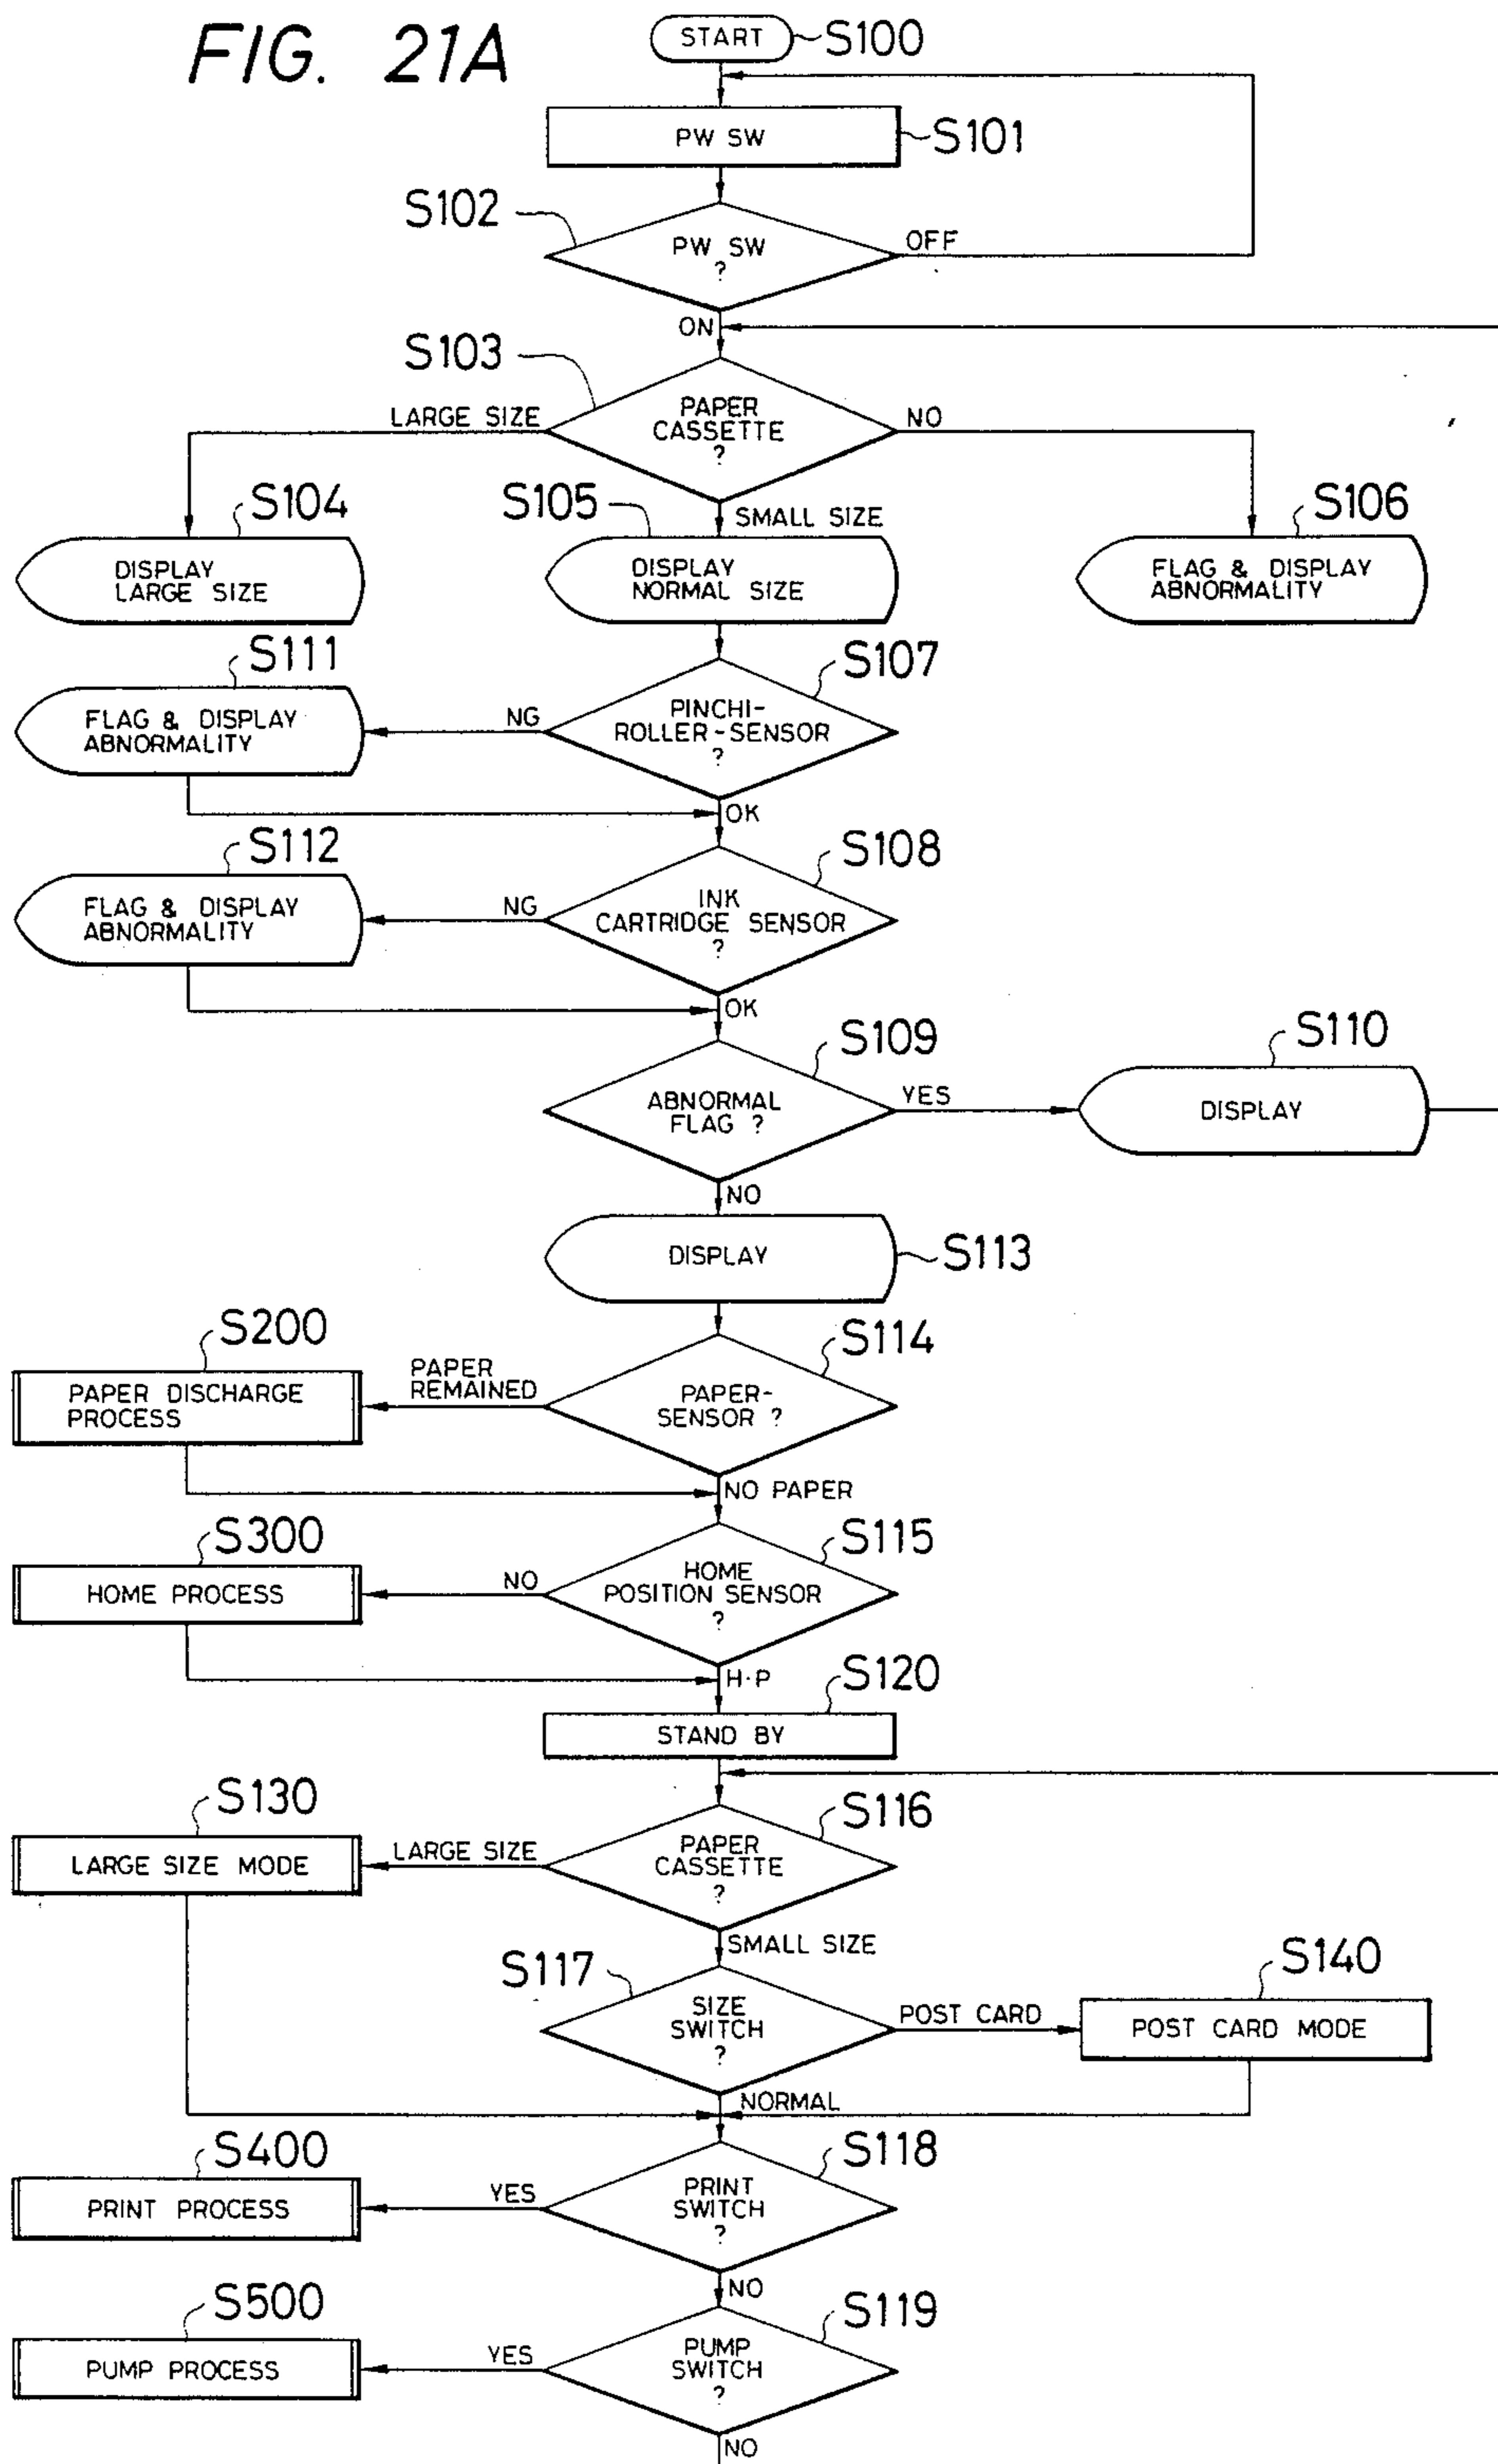 FIG. 21A
START
S100
PW SW
S101
S102
PW SW
?
OFF
ON
S103
PAPER
CASSETTE
?
LARGE SIZE
NO
SMALL SIZE
S104
DISPLAY
LARGE SIZE
S105
DISPLAY
NORMAL SIZE
S106
FLAG & DISPLAY
ABNORMALITY
S111
FLAG & DISPLAY
ABNORMALITY
NG
S107
PINCHI-
ROLLER-SENSOR
?
OK
S112
FLAG & DISPLAY
ABNORMALITY
NG
S108
INK
CARTRIDGE SENSOR
?
OK
S109
ABNORMAL
FLAG ?
YES
S110
DISPLAY
NO
DISPLAY
S113
S200
PAPER DISCHARGE
PROCESS
PAPER
REMAINED
S114
PAPER-
SENSOR ?
NO PAPER
S300
HOME PROCESS
NO
S115
HOME
POSITION SENSOR
?
H·P
S120
STAND BY
S130
LARGE SIZE MODE
LARGE SIZE
S116
PAPER
CASSETTE
?
SMALL SIZE
S117
SIZE
SWITCH
?
POST CARD
S140
POST CARD MODE
NORMAL
S400
PRINT PROCESS
YES
S118
PRINT
SWITCH
?
NO
S500
PUMP PROCESS
YES
S119
PUMP
SWITCH
?
NO